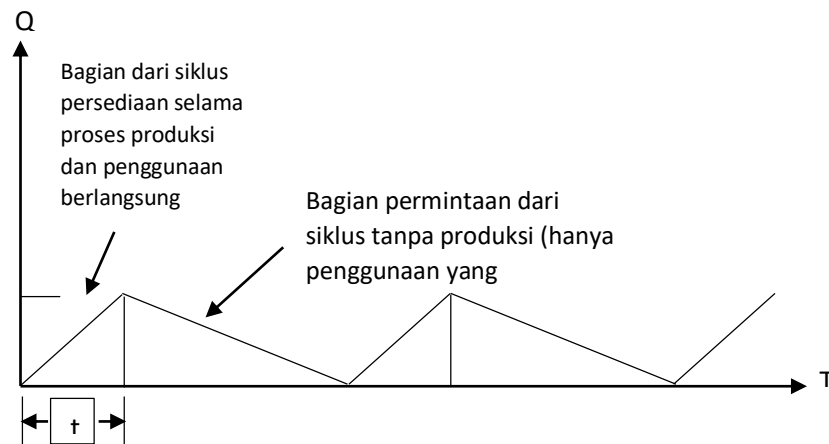 Q
Bagian dari siklus
persediaan selama
proses produksi
dan penggunaan
berlangsung
Bagian permintaan dari
siklus tanpa produksi (hanya
penggunaan yang
T
t